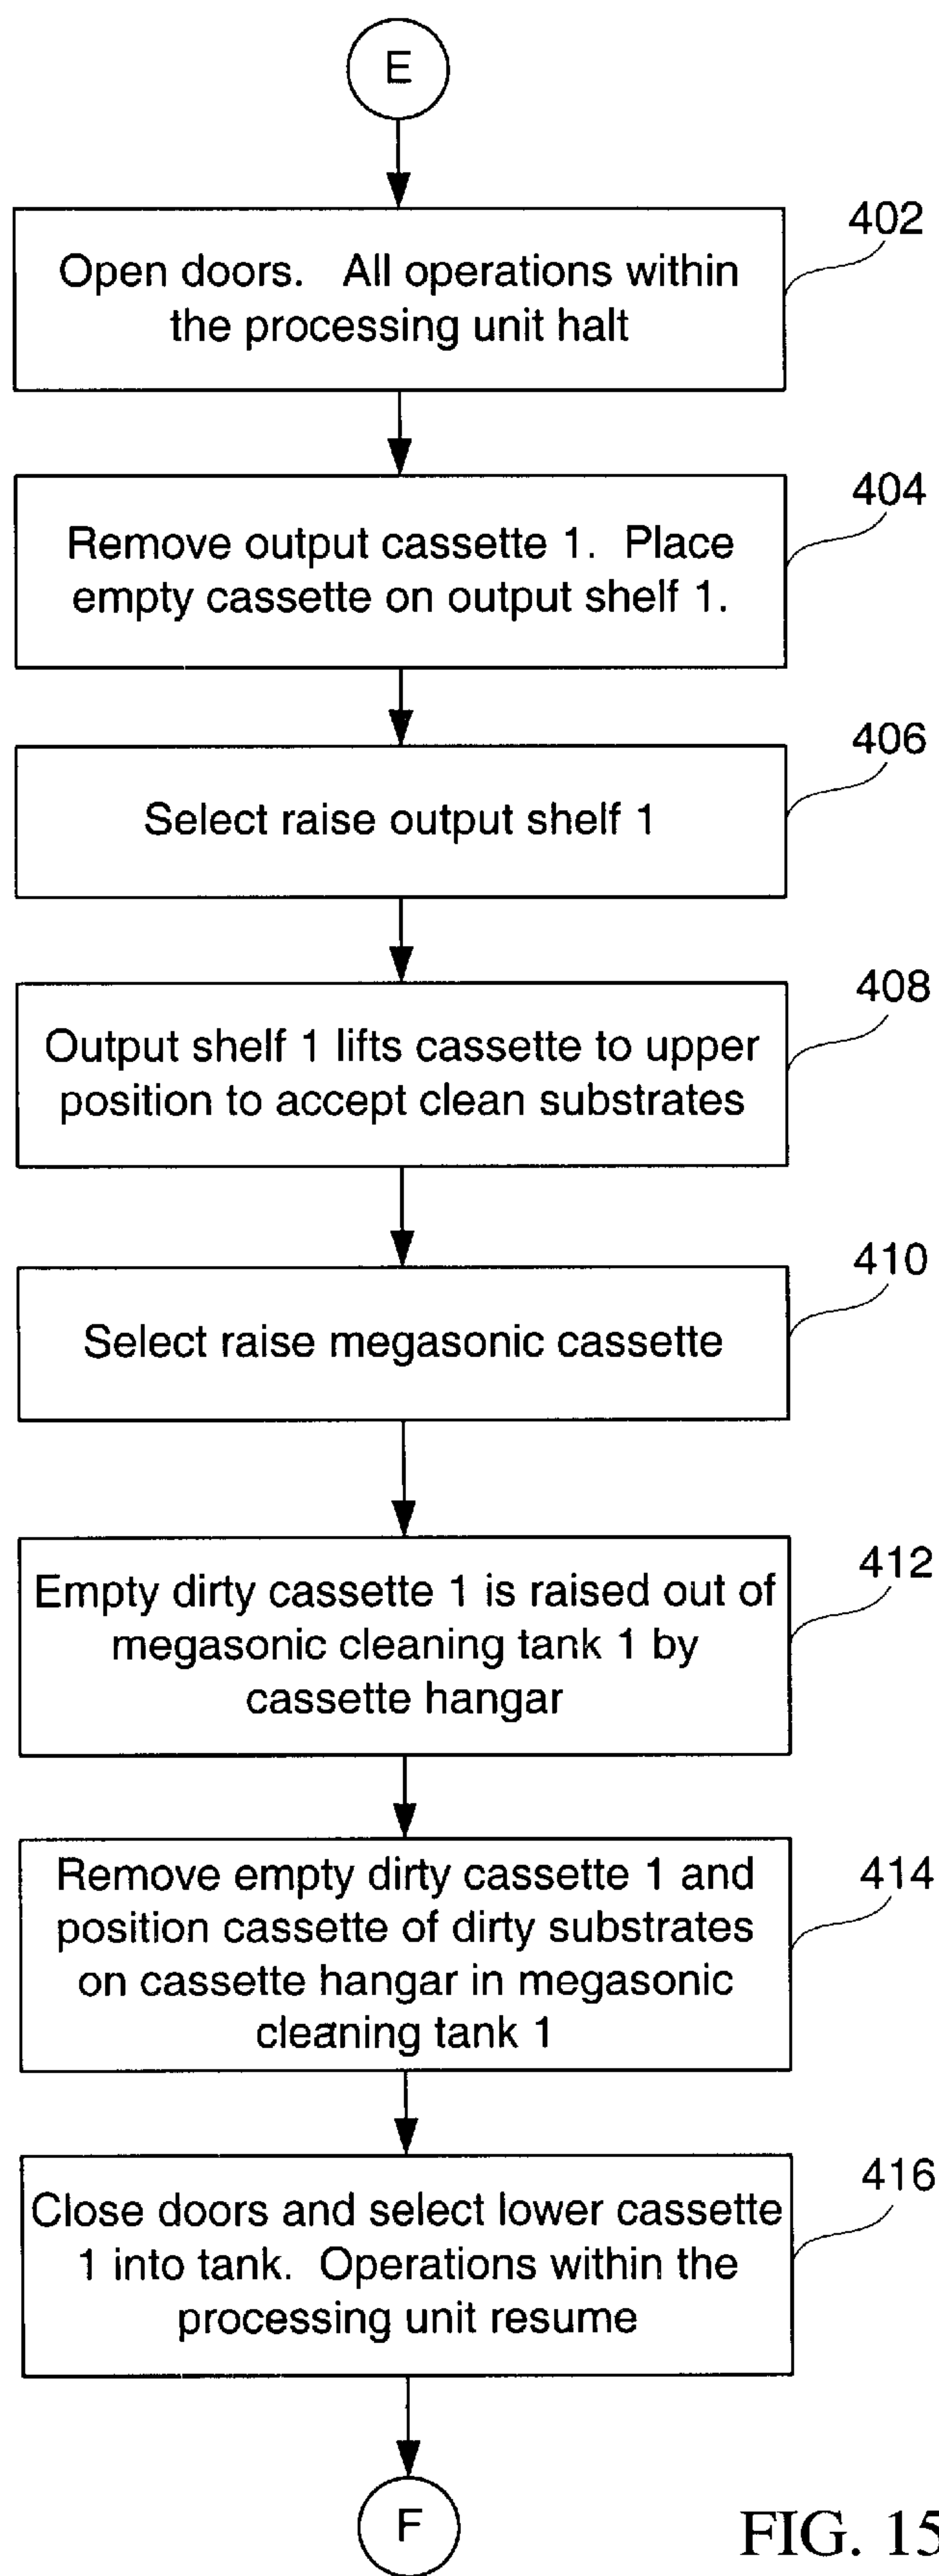 E
402
Open doors. All operations within
the processing unit halt
404
Remove output cassette 1. Place
empty cassette on output shelf 1.
406
Select raise output shelf 1
408
Output shelf 1 lifts cassette to upper
position to accept clean substrates
410
Select raise megasonic cassette
412
Empty dirty cassette 1 is raised out of
megasonic cleaning tank 1 by
cassette hangar
414
Remove empty dirty cassette 1 and
position cassette of dirty substrates
on cassette hangar in megasonic
cleaning tank 1
416
Close doors and select lower cassette
1 into tank. Operations within the
processing unit resume
F
FIG. 15